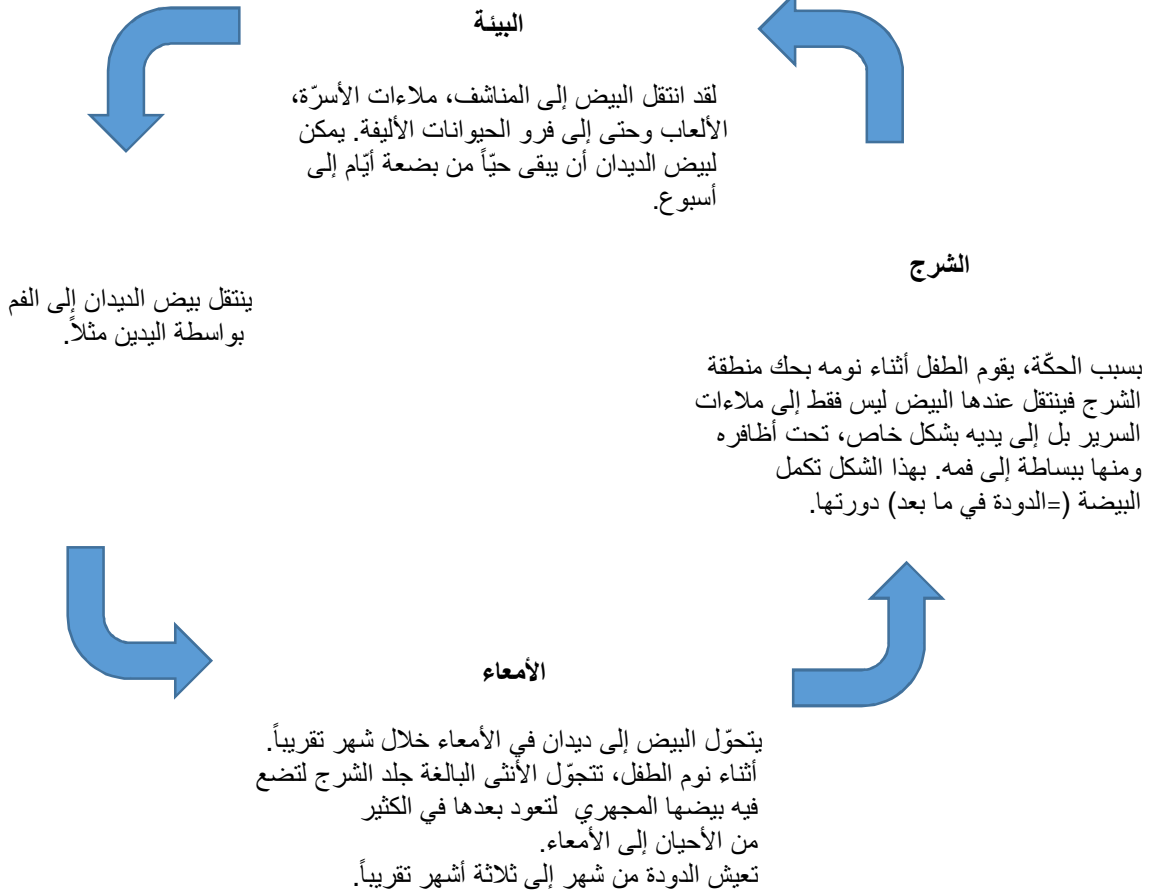 البيئة
لقد انتقل البيض إلى المناشف، ملاءات الأسرّة،
الألعاب وحتى إلى فرو الحيوانات الأليفة. يمكن
لبيض الديدان أن يبقى حيّاً من بضعة أيّام إلى
أسبوع.
الشرج
بسبب الحكّة، يقوم الطفل أثناء نومه بحك منطقة
الشرج فينتقل عندها البيض ليس فقط إلى ملاءات
السرير بل إلى يديه بشكل خاص، تحت أظافره
ومنها ببساطة إلى فمه. بهذا الشكل تكمل
البيضة (=الدودة في ما بعد) دورتها.
ينتقل بيض الديدان إلى الفم
بواسطة اليدين مثلاً.
الأمعاء
يتحوّل البيض إلى ديدان في الأمعاء خلال شهر تقريباً.
أثناء نوم الطفل، تتجوّل الأنثى البالغة جلد الشرج لتضع
فيه بيضها المجهري لتعود بعدها في الكثير
من الأحيان إلى الأمعاء.
تعيش الدودة من شهر إلى ثلاثة أشهر تقريباً.